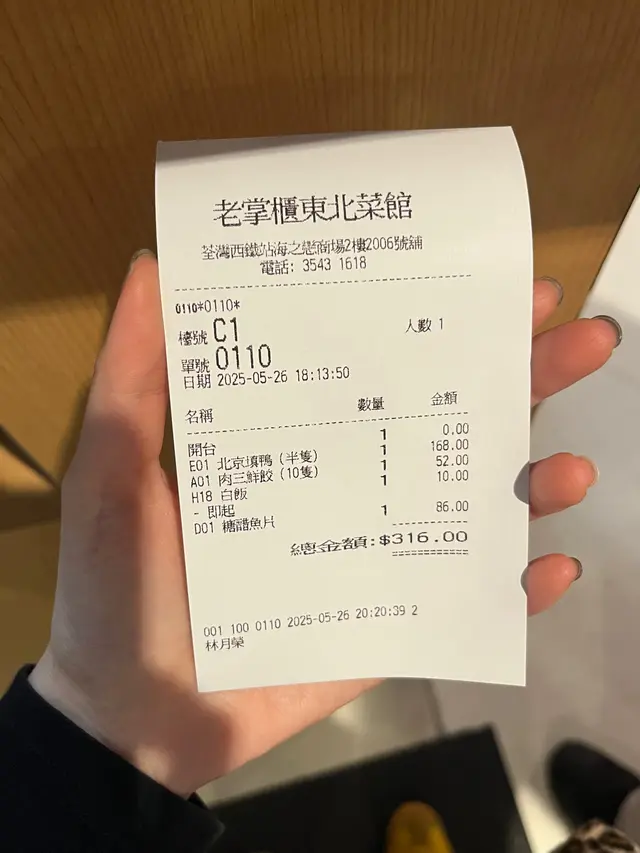 老掌櫃東北菜館
荃灣西鐵站海之戀商場2樓2006號舖
電話: 3543 1618
0110*0110*
檯號 C1 人數 1
單號 0110
日期 2025-05-26 18:13:50
名稱 數量 金額
開台 1 0.00
E01 北京填鴨 (半隻) 1 168.00
A01 肉三鮮餃 (10隻) 1 52.00
H18 白飯 1 10.00
- 即起
D01 糖醋魚片 1 86.00
總金額:$316.00
001 100 0110 2025-05-26 20:20:39 2
林月榮